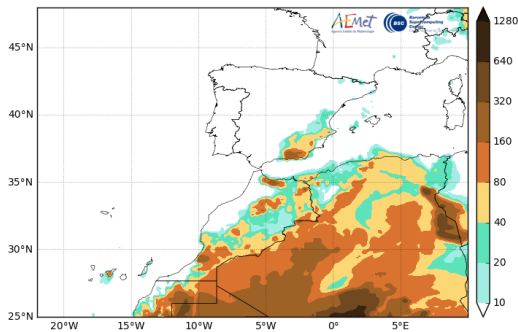 AEMet
Agencia Estatal de Meteorología
BSC
Barcelona
Supercomputing
Center
1280
640
320
160
80
40
20
10
45°N
40°N
35°N
30°N
25°N
20°W
15°W
10°W
5°W
0°
5°E